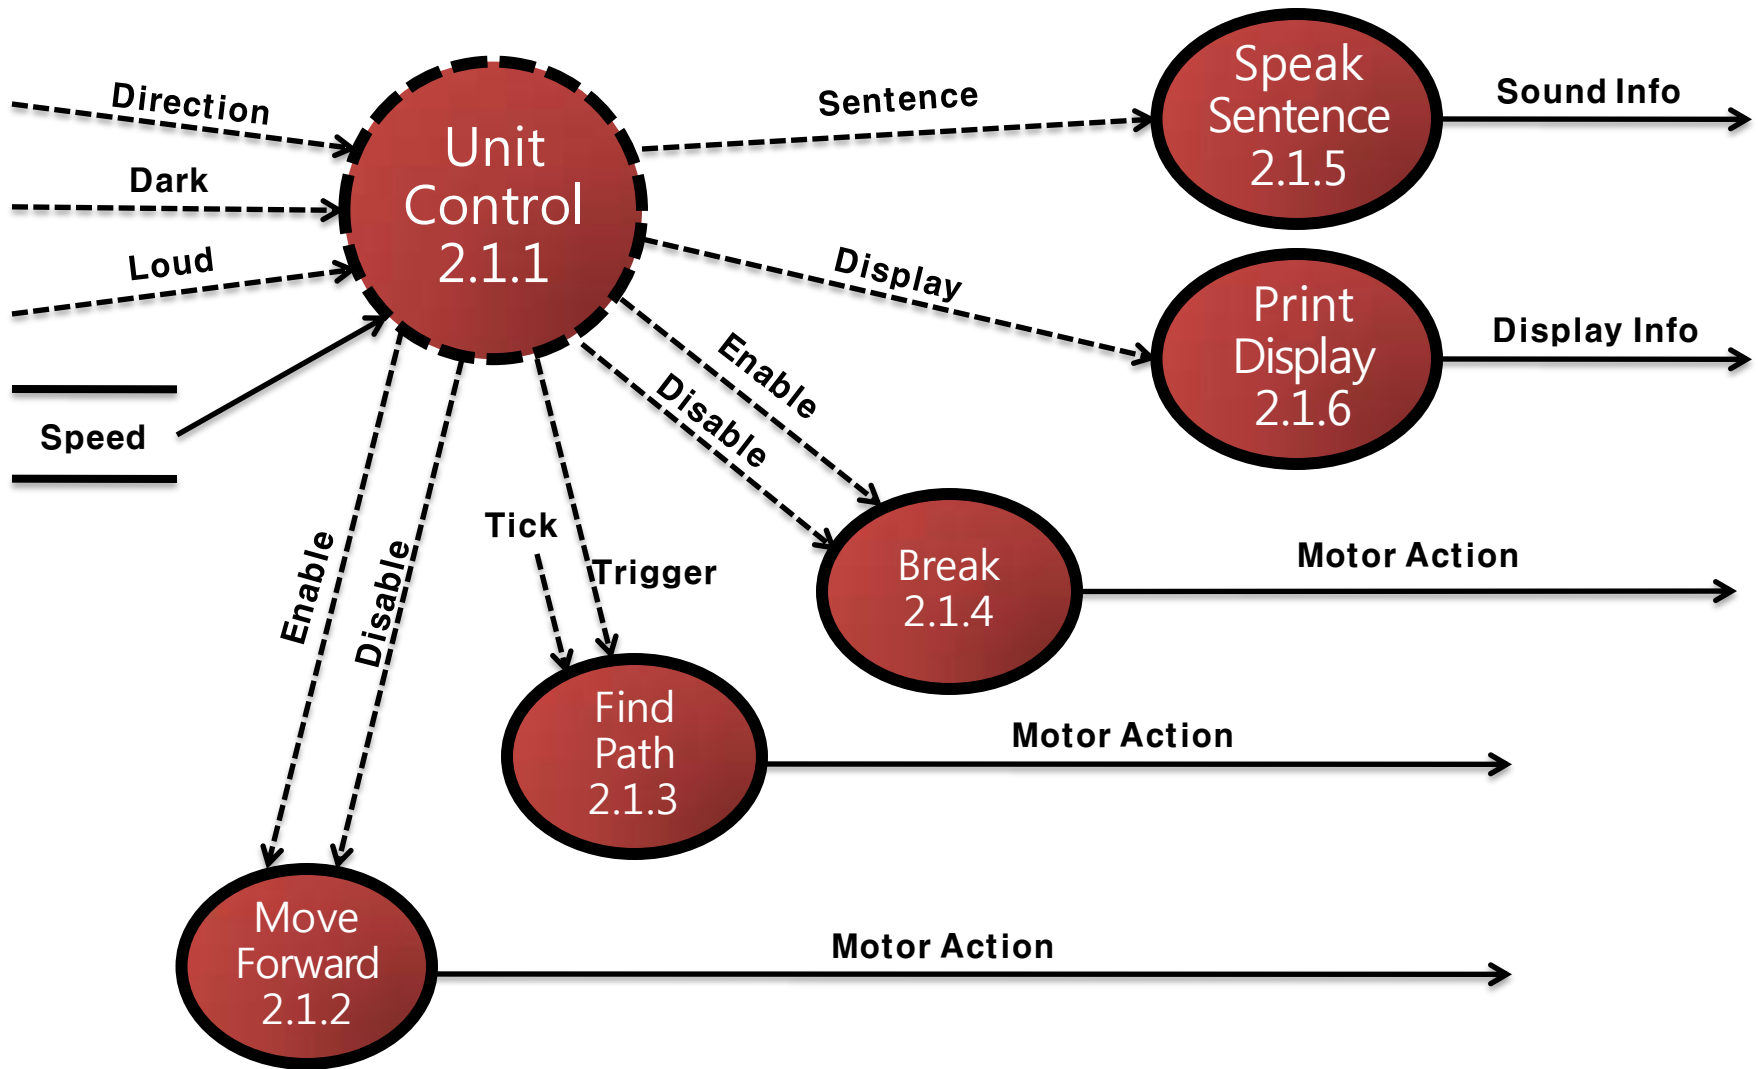 Direction
Dark
Loud
Speed
Unit
Control
2.1.1
Sentence
Display
Speak
Sentence
2.1.5
Sound Info
Print
Display
2.1.6
Display Info
Enable
Disable
Tick
Trigger
Enable
Disable
Break
2.1.4
Motor Action
Find
Path
2.1.3
Motor Action
Move
Forward
2.1.2
Motor Action